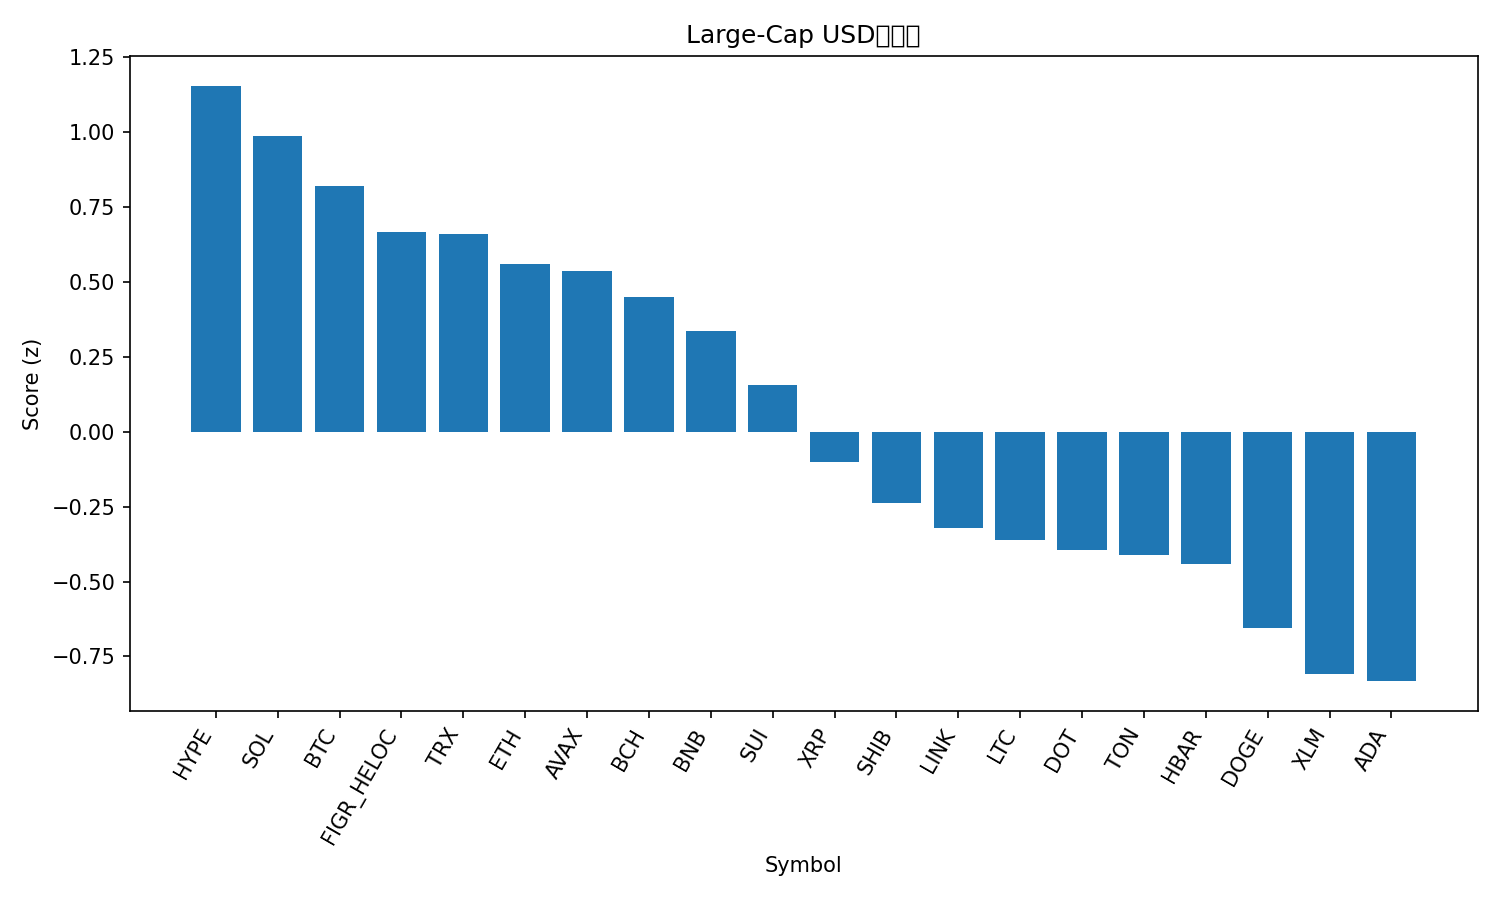 Large-Cap USD
1.25
1.00
0.75
0.50
0.25
0.00
−0.25
−0.50
−0.75
Score (z)
HYPE
SOL
BTC
FIGR_HELOC
TRX
ETH
AVAX
BCH
BNB
SUI
XRP
SHIB
LINK
LTC
DOT
TON
HBAR
DOGE
XLM
ADA
Symbol